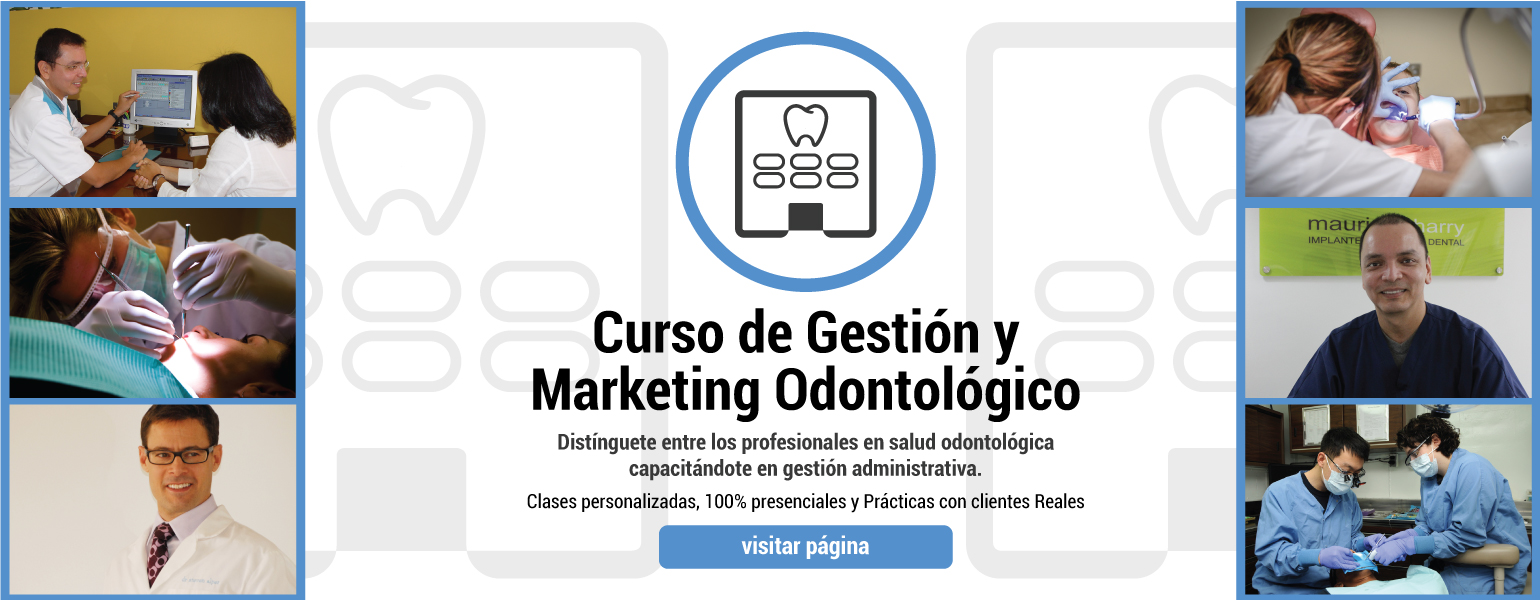 Curso de Gestión y
Marketing Odontológico
Distínguete entre los profesionales en salud odontológica
capacitándote en gestión administrativa.
Clases personalizadas, 100% presenciales y Prácticas con clientes Reales
visitar página
DENTAL